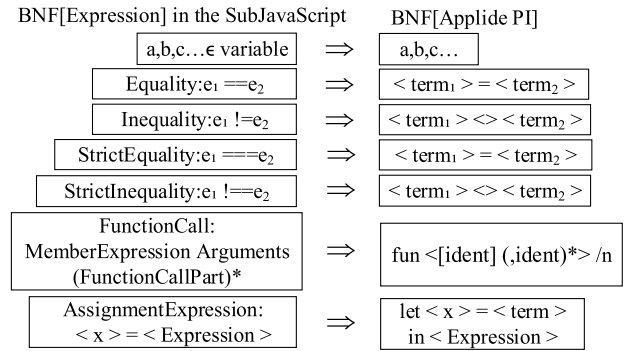 BNF[Expression] in the SubJavaScript BNF[Applide PI]
a,b,c…ϵ variable ⇒ a,b,c…
Equality:e₁ ==e₂ ⇒ < term₁ > = < term₂ >
Inequality:e₁ !=e₂ ⇒ < term₁ > <> < term₂ >
StrictEquality:e₁ ===e₂ ⇒ < term₁ > = < term₂ >
StrictInequality:e₁ !==e₂ ⇒ < term₁ > <> < term₂ >
FunctionCall:
MemberExpression Arguments
(FunctionCallPart)*
⇒ fun <[ident] (,ident)*> /n
AssignmentExpression:
< x > = < Expression >
⇒
let < x > = < term >
in < Expression >